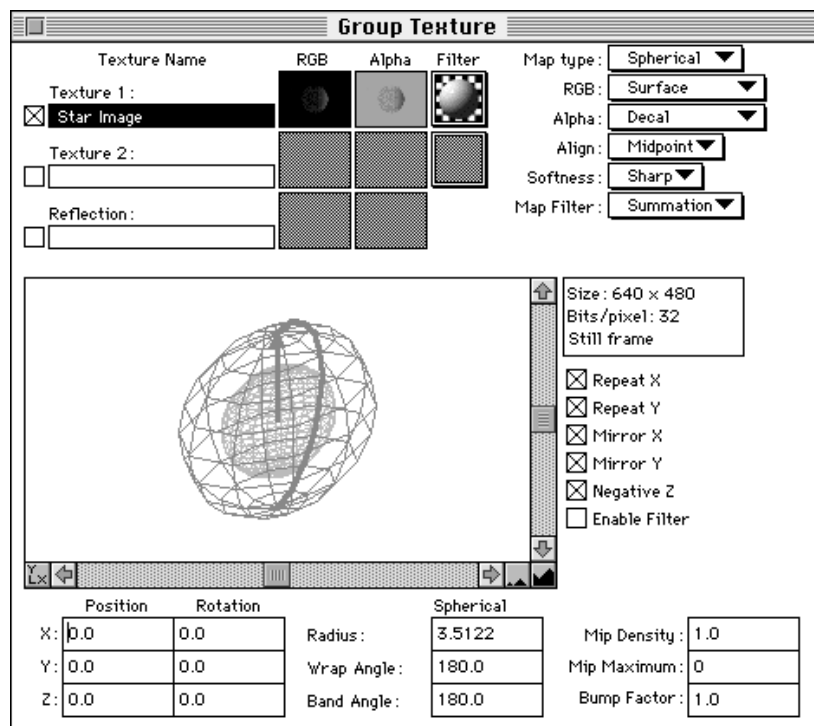 Group Texture
Texture Name RGB Alpha Filter
Texture 1 :
Star Image
Texture 2 :
Reflection :
Map type : Spherical
RGB : Surface
Alpha : Decal
Align : Midpoint
Softness : Sharp
Map Filter : Summation
Size : 640 x 480
Bits/pixel : 32
Still frame
Repeat X
Repeat Y
Mirror X
Mirror Y
Negative Z
Enable Filter
Y
Z X
Position Rotation Spherical
X : 0.0 0.0 Radius : 3.5122 Mip Density : 1.0
Y : 0.0 0.0 Wrap Angle : 180.0 Mip Maximum : 0
Z : 0.0 0.0 Band Angle : 180.0 Bump Factor : 1.0